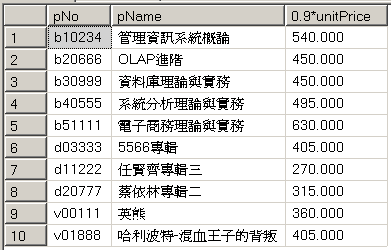 pNo pName 0.9*unitPrice
1 b10234 管理資訊系統概論 540.000
2 b20666 OLAP進階 450.000
3 b30999 資料庫理論與實務 450.000
4 b40555 系統分析理論與實務 495.000
5 b51111 電子商務理論與實務 630.000
6 d03333 5566專輯 405.000
7 d11222 任賢齊專輯三 270.000
8 d20777 蔡依林專輯二 315.000
9 v00111 英熊 360.000
10 v01888 哈利波特-混血王子的背叛 405.000